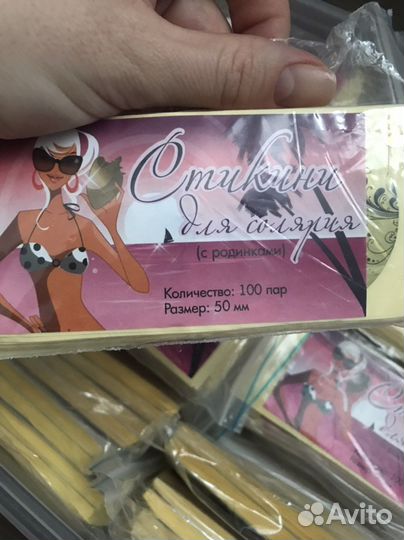 Стикини
для солярия
(с родинками)
Количество: 100 пар
Размер: 50 мм
Avito